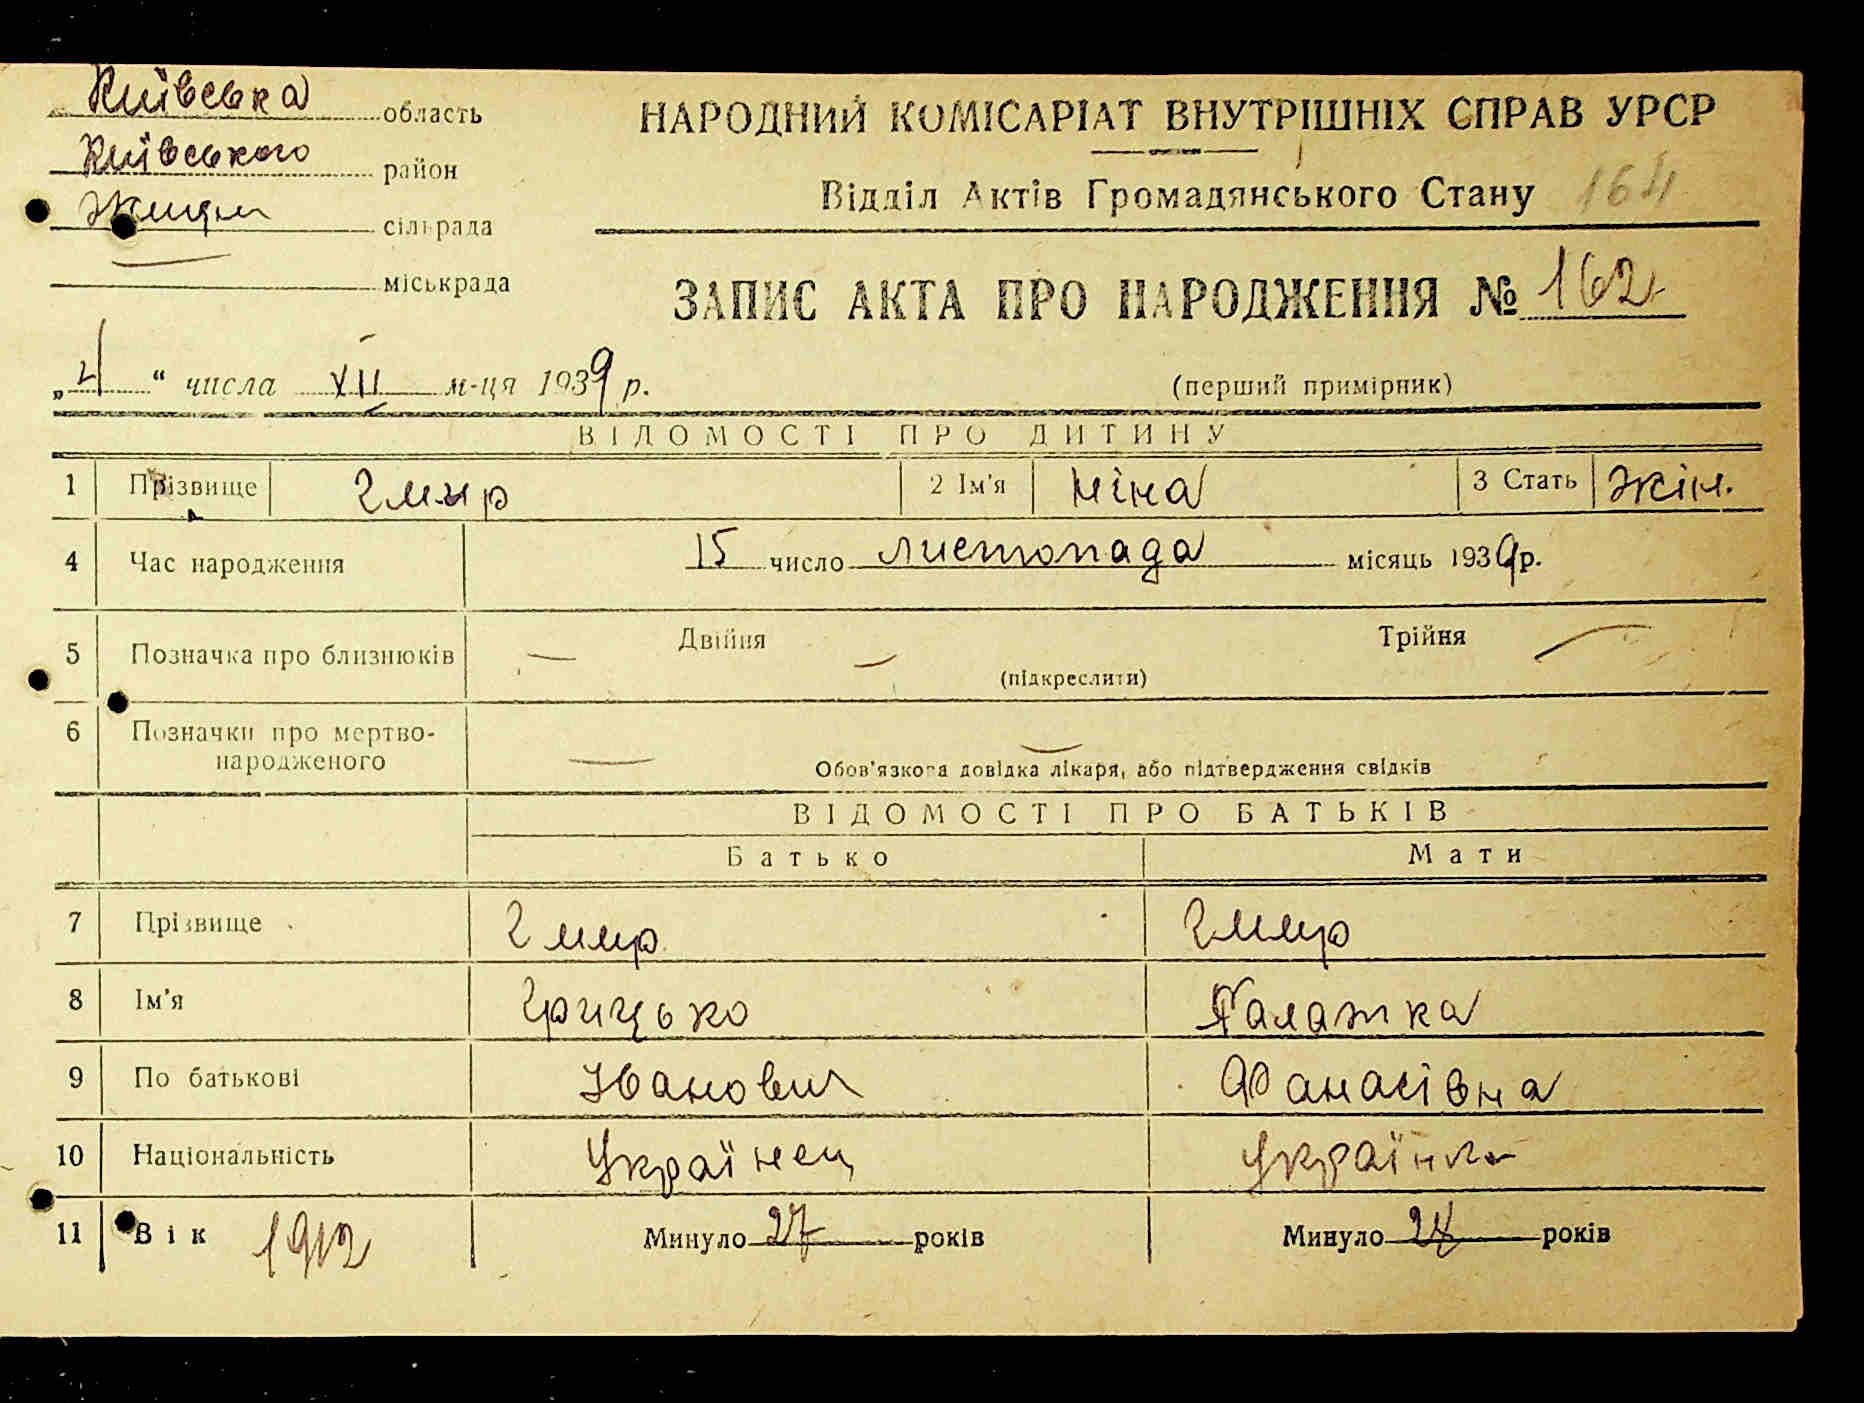 Київська область
НАРОДНИЙ КОМІСАРІАТ ВНУТРІШНІХ СПРАВ УРСР
Київського район
Відділ Актів Громадянського Стану 164
сільрада
міськрада
ЗАПИС АКТА ПРО НАРОДЖЕННЯ № 162
„4“ числа XII м-ця 1939 р.
(перший примірник)
ВІДОМОСТІ ПРО ДИТИНУ
1 Прізвище Гмир 2 Ім'я Ніна 3 Стать жін.
4 Час народження 15 число листопада місяць 1939 р.
5 Позначка про близнюків Двійня Трійня
(підкреслити)
6 Позначки про мертво-
народженого
Обов'язкова довідка лікаря, або підтвердження свідків
ВІДОМОСТІ ПРО БАТЬКІВ
Батько Мати
7 Прізвище Гмир Гмир
8 Ім'я Грицько Палажка
9 По батькові Іванович Фанасівна
10 Національність Українец Українка
11 Вік 1912 Минуло 27 років Минуло років